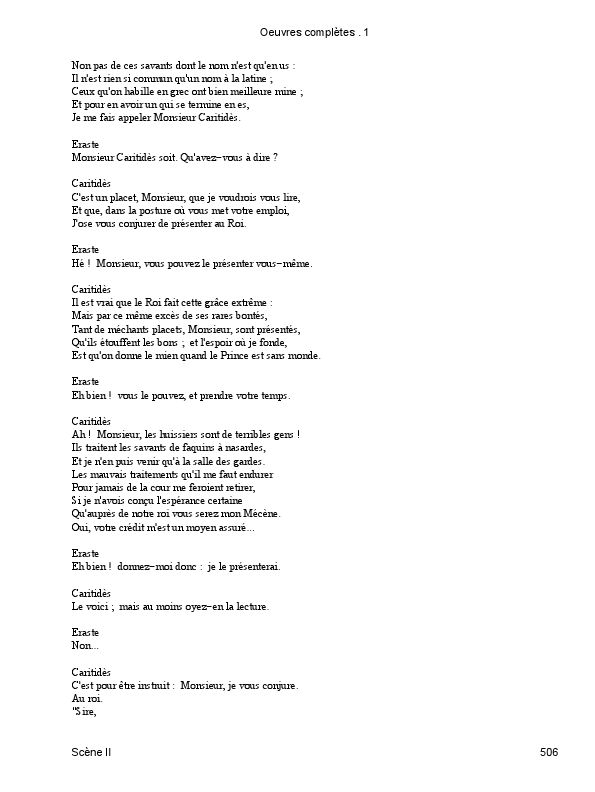 Oeuvres complètes . 1
Non pas de ces savants dont le nom n'est qu'en us :
Il n'est rien si commun qu'un nom à la latine ;
Ceux qu'on habille en grec ont bien meilleure mine ;
Et pour en avoir un qui se termine en es,
Je me fais appeler Monsieur Caritidès.
Eraste
Monsieur Caritidès soit. Qu'avez-vous à dire ?
Caritidès
C'est un placet, Monsieur, que je voudrois vous lire,
Et que, dans la posture où vous met votre emploi,
J'ose vous conjurer de présenter au Roi.
Eraste
Hé ! Monsieur, vous pouvez le présenter vous-même.
Caritidès
Il est vrai que le Roi fait cette grâce extrême :
Mais par ce même excès de ses rares bontés,
Tant de méchants placets, Monsieur, sont présentés,
Qu'ils étouffent les bons ; et l'espoir où je fonde,
Est qu'on donne le mien quand le Prince est sans monde.
Eraste
Eh bien ! vous le pouvez, et prendre votre temps.
Caritidès
Ah ! Monsieur, les huissiers sont de terribles gens !
Ils traitent les savants de faquins à nasardes,
Et je n'en puis venir qu'à la salle des gardes.
Les mauvais traitements qu'il me faut endurer
Pour jamais de la cour me feroient retirer,
Si je n'avois conçu l'espérance certaine
Qu'auprès de notre roi vous serez mon Mécène.
Oui, votre crédit m'est un moyen assuré...
Eraste
Eh bien ! donnez-moi donc : je le présenterai.
Caritidès
Le voici ; mais au moins oyez-en la lecture.
Eraste
Non...
Caritidès
C'est pour être instruit : Monsieur, je vous conjure.
Au roi.
"Sire,
Scène II 506